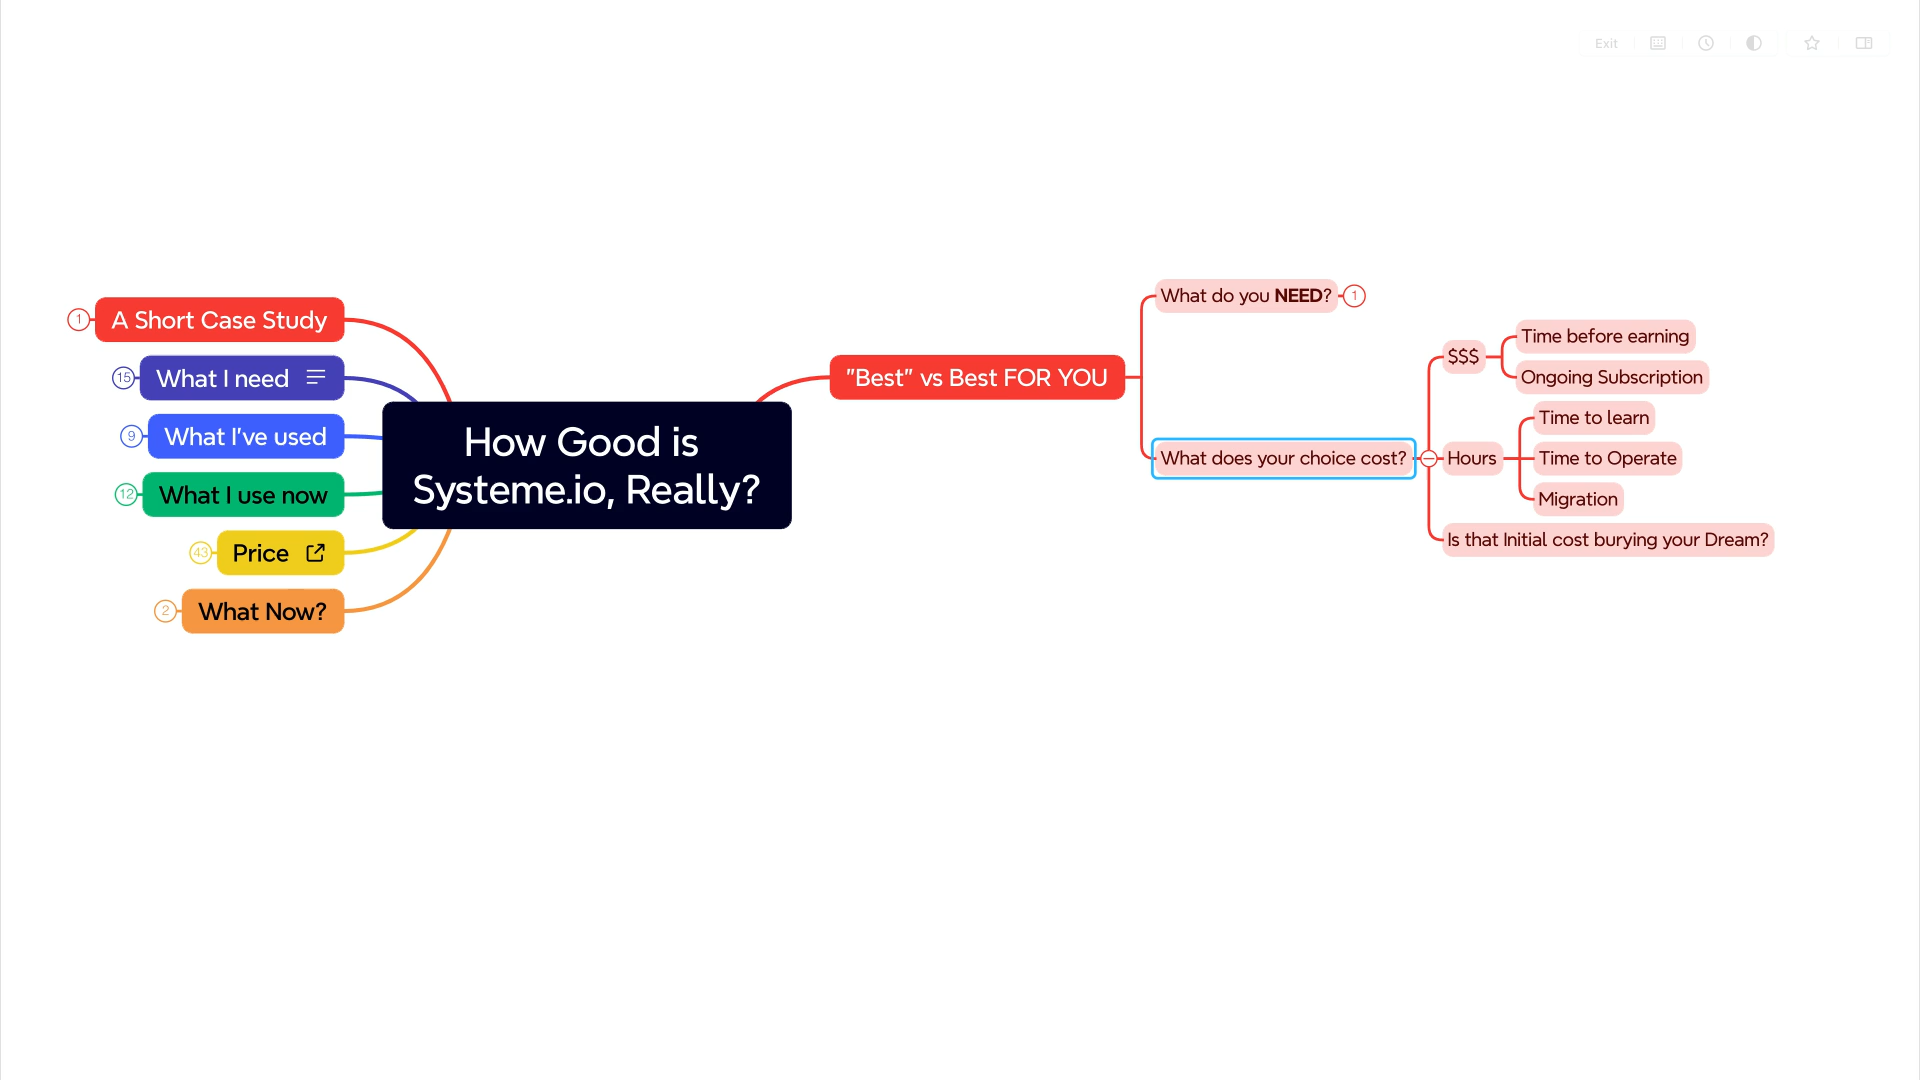 Exit
1
A Short Case Study
15
What I need
9
What I've used
12
What I use now
43
Price
2
What Now?
How Good is
Systeme.io, Really?
"Best" vs Best FOR YOU
What do you NEED?
1
What does your choice cost?
$$$
Time before earning
Ongoing Subscription
Hours
Time to learn
Time to Operate
Migration
Is that Initial cost burying your Dream?